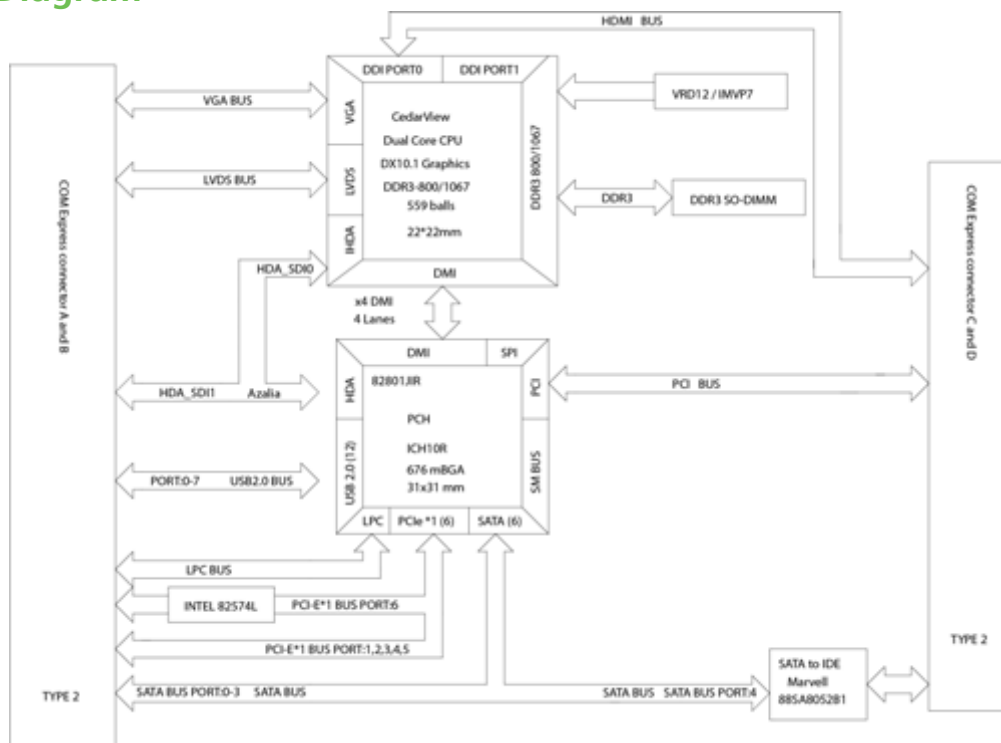 Diagram
HDMI BUS
DDI PORT0
DDI PORT1
VGA BUS
VGA
CedarView
Dual Core CPU
DX10.1 Graphics
DDR3-800/1067
559 balls
22*22mm
DDR3 800/1067
VRD12 / IMVP7
LVDS BUS
LVDS
DDR3
DDR3 SO-DIMM
COM Express connector A and B
COM Express connector C and D
IHDA
HDA_SDI0
DMI
x4 DMI
4 Lanes
DMI
SPI
HDA_SDI1
Azalia
HDA
82801JIR
PCH
ICH10R
676 mBGA
31x31 mm
PCI
PCI BUS
PORT:0-7
USB2.0 BUS
USB 2.0 (12)
SM BUS
LPC
PCIe *1 (6)
SATA (6)
LPC BUS
INTEL 82574L
PCI-E*1 BUS PORT:6
PCI-E*1 BUS PORT:1,2,3,4,5
TYPE 2
SATA to IDE
Marvell
88SA8052B1
SATA BUS PORT:0-3
SATA BUS
SATA BUS
SATA BUS PORT:4
TYPE 2